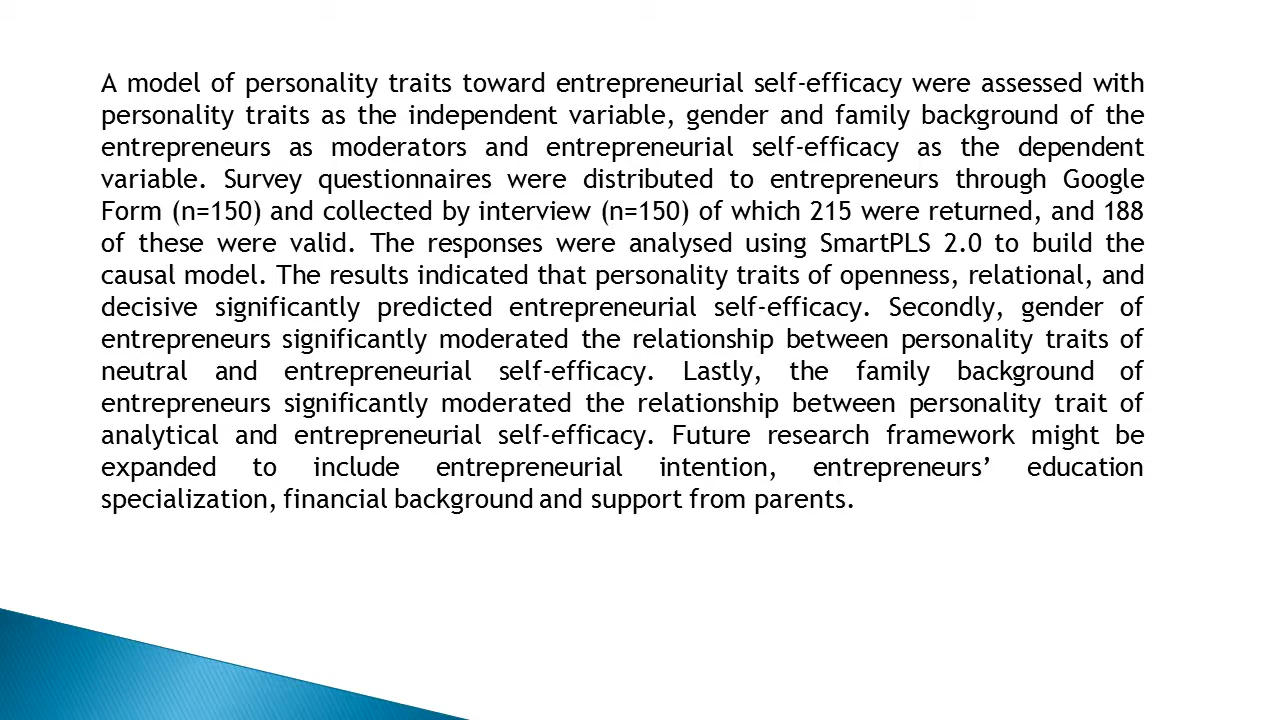 A model of personality traits toward entrepreneurial self-efficacy were assessed with
personality traits as the independent variable, gender and family background of the
entrepreneurs as moderators and entrepreneurial self-efficacy as the dependent
variable. Survey questionnaires were distributed to entrepreneurs through Google
Form (n=150) and collected by interview (n=150) of which 215 were returned, and 188
of these were valid. The responses were analysed using SmartPLS 2.0 to build the
causal model. The results indicated that personality traits of openness, relational, and
decisive significantly predicted entrepreneurial self-efficacy. Secondly, gender of
entrepreneurs significantly moderated the relationship between personality traits of
neutral and entrepreneurial self-efficacy. Lastly, the family background of
entrepreneurs significantly moderated the relationship between personality trait of
analytical and entrepreneurial self-efficacy. Future research framework might be
expanded to include entrepreneurial intention, entrepreneurs’ education
specialization, financial background and support from parents.